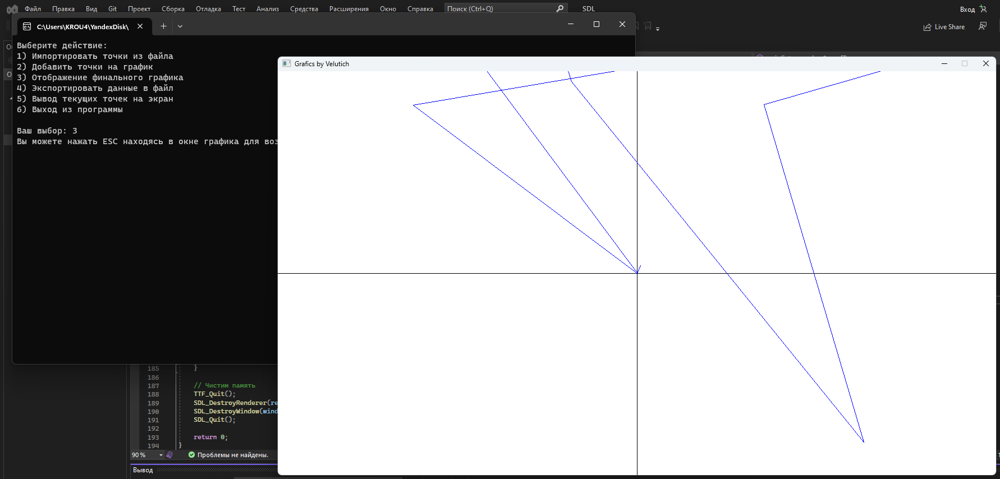 Файл Правка Вид Git Проект Сборка Отладка Тест Анализ Средства Расширения Окно Справка Поиск (Ctrl+Q) SDL Вход
C:\Users\KROU4\YandexDisk\
Live Share
Выберите действие:
1) Импортировать точки из файла
2) Добавить точки на график
3) Отображение финального графика
4) Экспортировать данные в файл
5) Вывод текущих точек на экран
6) Выход из программы
Ваш выбор: 3
Вы можете нажать ESC находясь в окне графика для воз
Grafics by Velutich
185 }
186
187 // Чистим память
188 TTF_Quit();
189 SDL_DestroyRenderer(re
190 SDL_DestroyWindow(wind
191 SDL_Quit();
192
193 return 0;
194 }
90 % Проблемы не найдены.
Вывод